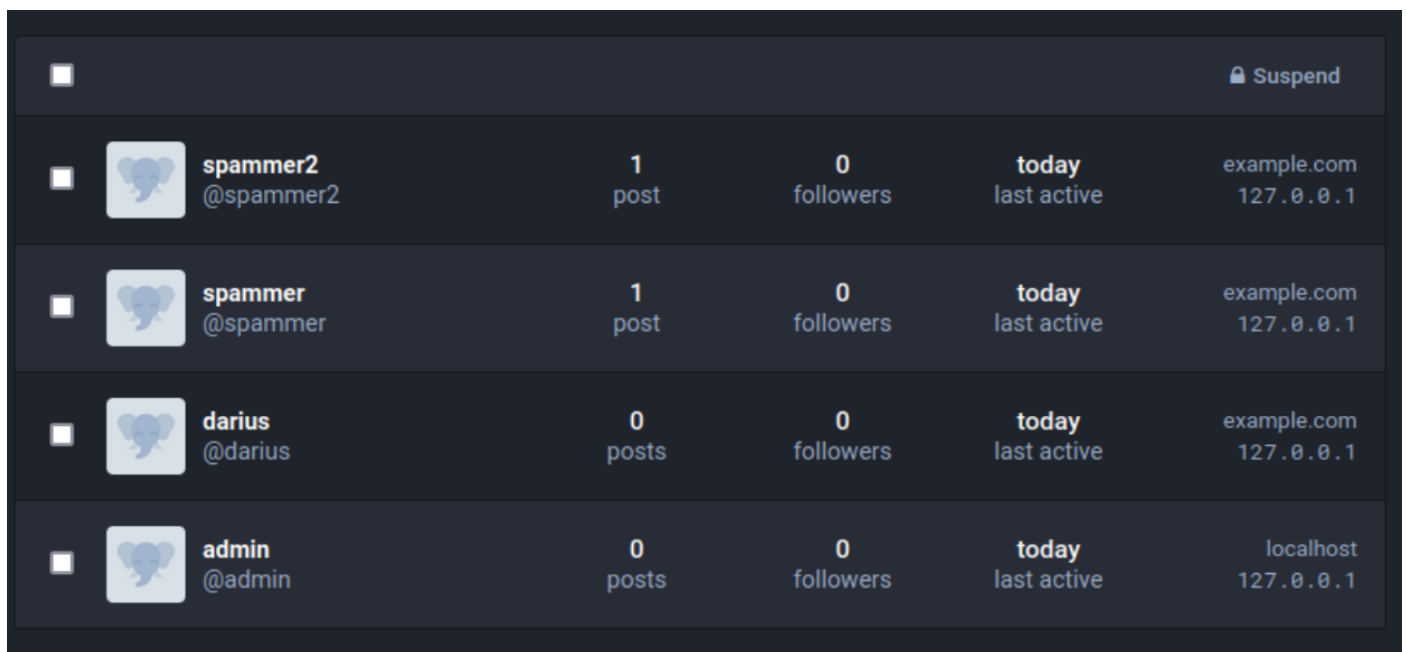 Suspend
spammer2 1 0 today example.com
@spammer2 post followers last active 127.0.0.1
spammer 1 0 today example.com
@spammer post followers last active 127.0.0.1
darius 0 0 today example.com
@darius posts followers last active 127.0.0.1
admin 0 0 today localhost
@admin posts followers last active 127.0.0.1